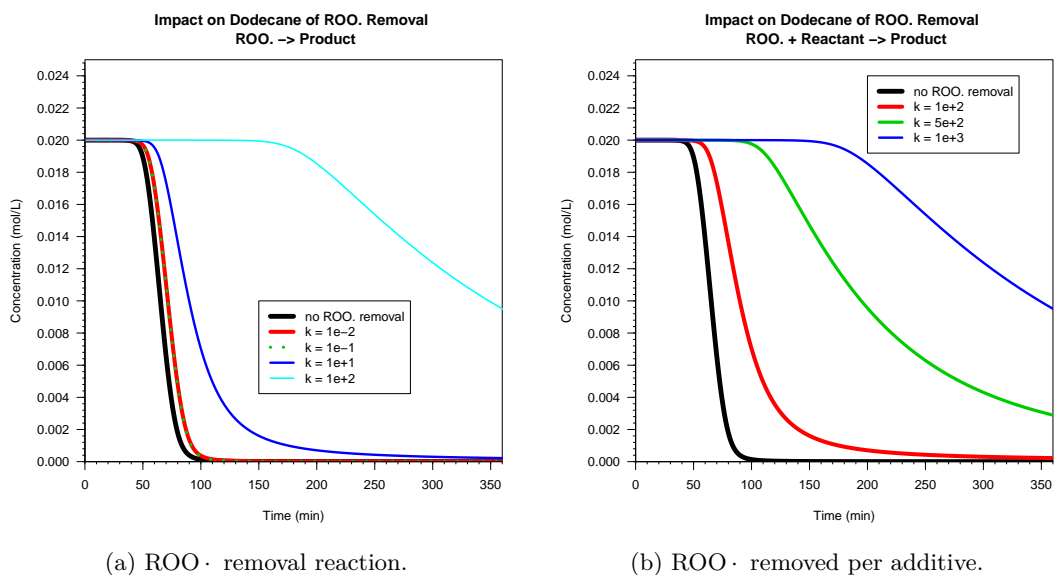 Impact on Dodecane of ROO. Removal
ROO. −> Product
Concentration (mol/L)
0.024
0.022
0.020
0.018
0.016
0.014
0.012
0.010
0.008
0.006
0.004
0.002
0.000
no ROO. removal
k = 1e−2
k = 1e−1
k = 1e+1
k = 1e+2
0 50 100 150 200 250 300 350
Time (min)
(a) ROO· removal reaction.
Impact on Dodecane of ROO. Removal
ROO. + Reactant −> Product
Concentration (mol/L)
0.024
0.022
0.020
0.018
0.016
0.014
0.012
0.010
0.008
0.006
0.004
0.002
0.000
no ROO. removal
k = 1e+2
k = 5e+2
k = 1e+3
0 50 100 150 200 250 300 350
Time (min)
(b) ROO· removed per additive.